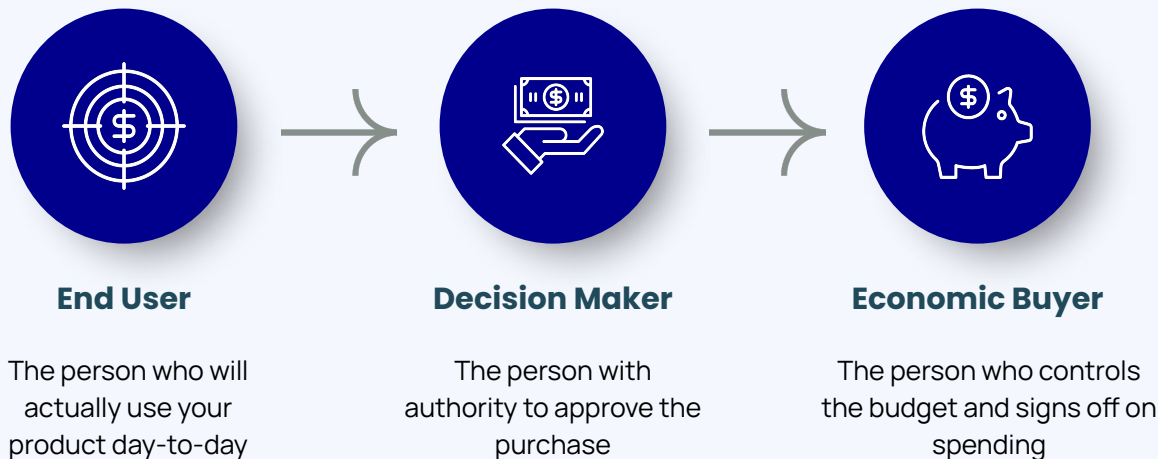 End User
The person who will
actually use your
product day-to-day
Decision Maker
The person with
authority to approve the
purchase
Economic Buyer
The person who controls
the budget and signs off on
spending